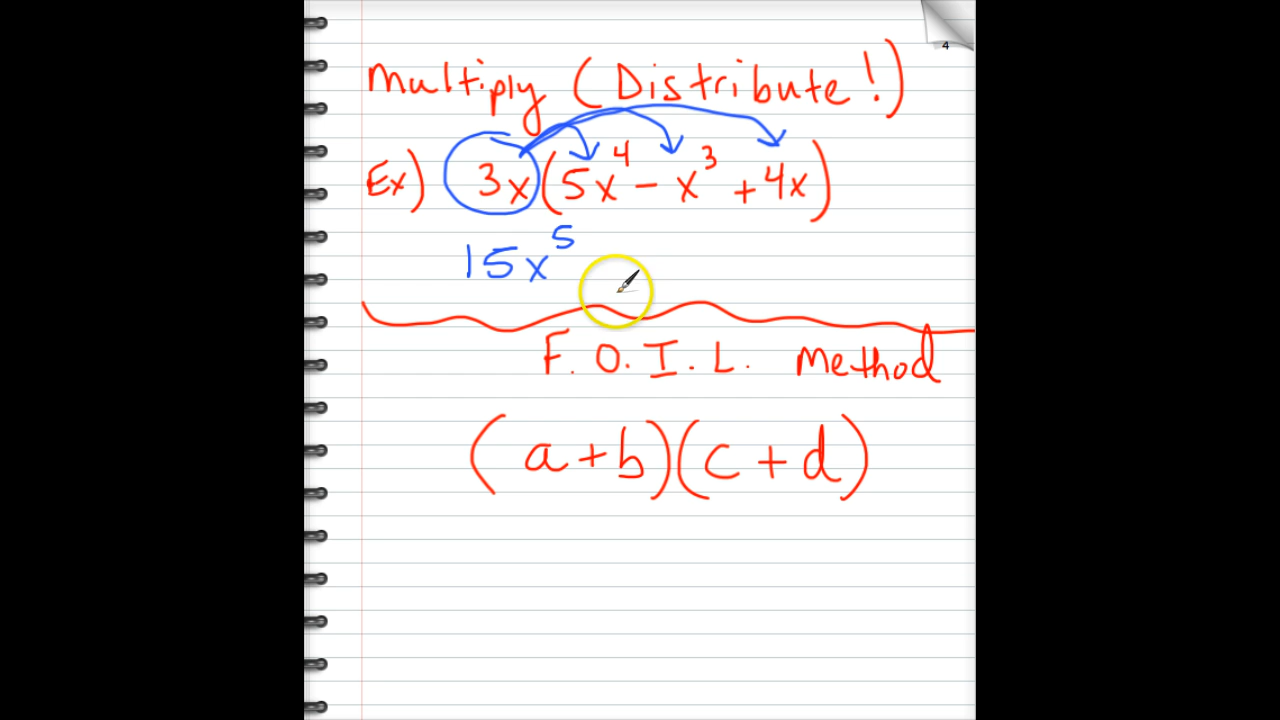 4
Multiply (Distribute!)
Ex) 3x(5x⁴ - x³ + 4x)
15x⁵
F. O. I. L. Method
(a+b)(c+d)